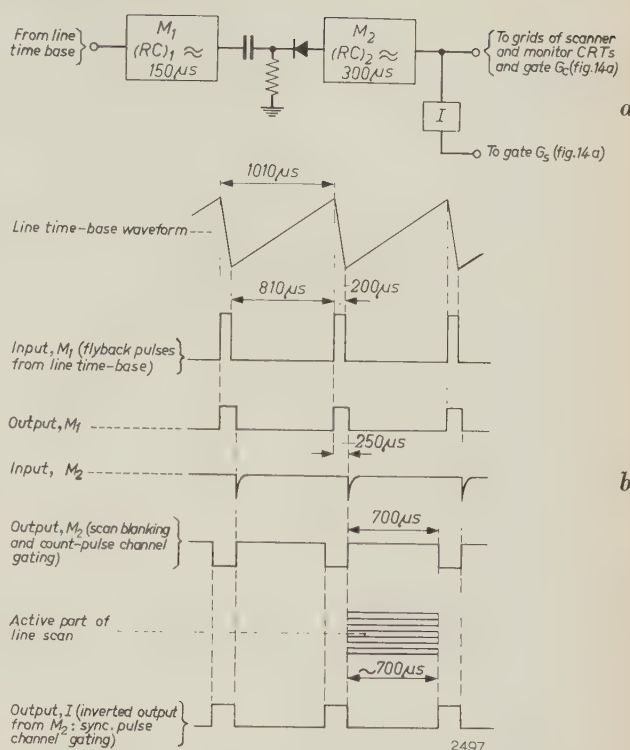 From line
time base
M1
(RC)1 ≈
150μs
M2
(RC)2 ≈
300μs
To grids of scanner
and monitor CRTs
and gate Gc (fig.14a)
a
I
To gate Gs (fig.14a)
1010μs
Line time-base waveform
810μs
200μs
Input, M1 (flyback pulses
from line time-base)
Output, M1
250μs
Input, M2
b
Output, M2 (scan blanking
and count-pulse channel
gating)
700μs
Active part of
line scan
~700μs
Output, I (inverted output
from M2: sync. pulse
channel gating)
2497